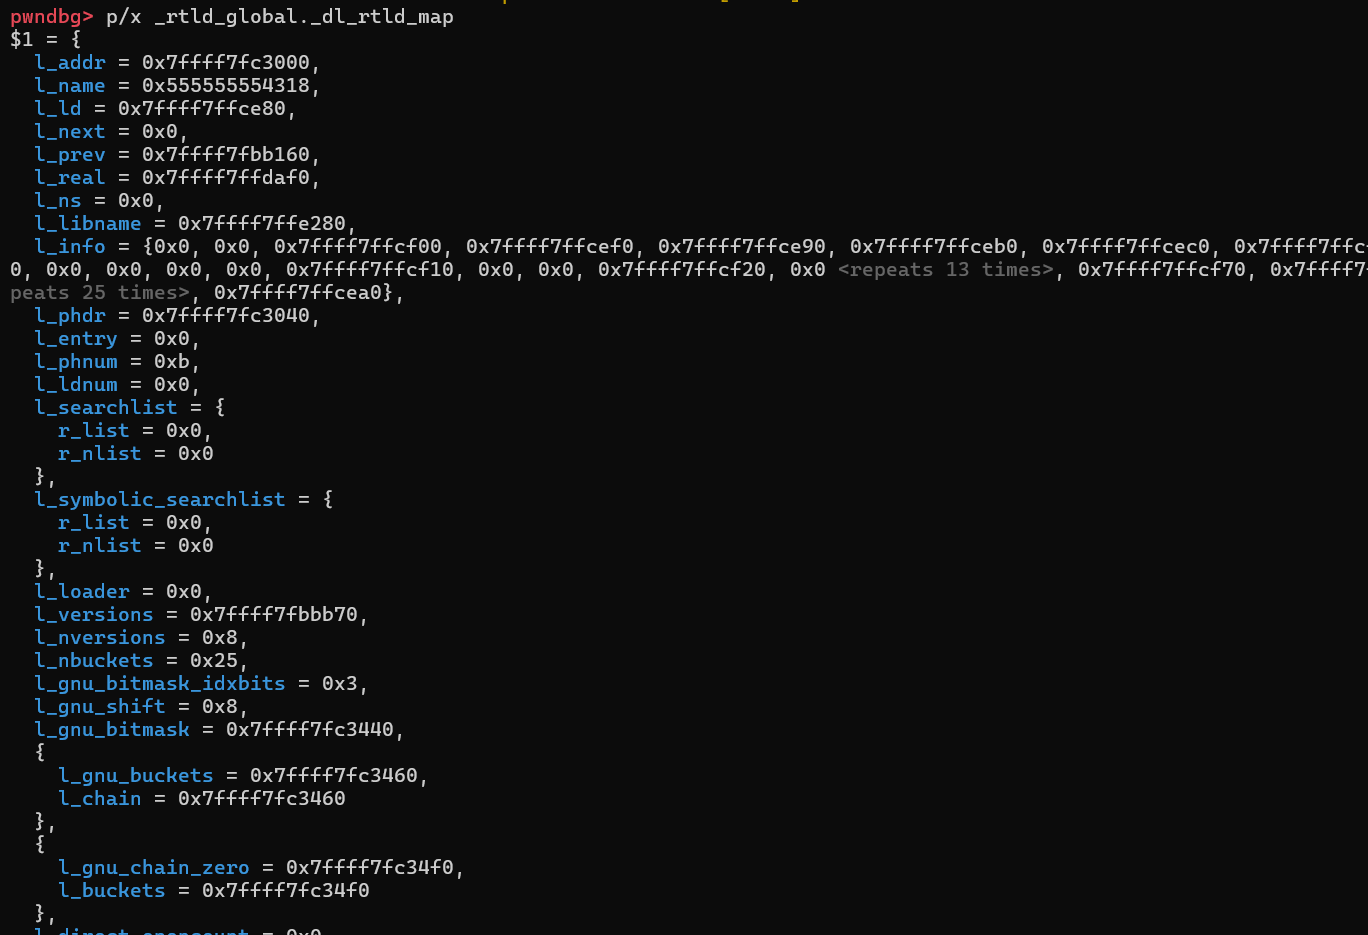 pwndbg> p/x _rtld_global._dl_rtld_map
$1 = {
  l_addr = 0x7ffff7fc3000,
  l_name = 0x555555554318,
  l_ld = 0x7ffff7ffce80,
  l_next = 0x0,
  l_prev = 0x7ffff7fbb160,
  l_real = 0x7ffff7ffdaf0,
  l_ns = 0x0,
  l_libname = 0x7ffff7ffe280,
  l_info = {0x0, 0x0, 0x7ffff7ffcf00, 0x7ffff7ffcef0, 0x7ffff7ffce90, 0x7ffff7ffceb0, 0x7ffff7ffcec0, 0x7ffff7ffc
0, 0x0, 0x0, 0x0, 0x0, 0x7ffff7ffcf10, 0x0, 0x0, 0x7ffff7ffcf20, 0x0 <repeats 13 times>, 0x7ffff7ffcf70, 0x7ffff7
peats 25 times>, 0x7ffff7ffcea0},
  l_phdr = 0x7ffff7fc3040,
  l_entry = 0x0,
  l_phnum = 0xb,
  l_ldnum = 0x0,
  l_searchlist = {
    r_list = 0x0,
    r_nlist = 0x0
  },
  l_symbolic_searchlist = {
    r_list = 0x0,
    r_nlist = 0x0
  },
  l_loader = 0x0,
  l_versions = 0x7ffff7fbbb70,
  l_nversions = 0x8,
  l_nbuckets = 0x25,
  l_gnu_bitmask_idxbits = 0x3,
  l_gnu_shift = 0x8,
  l_gnu_bitmask = 0x7ffff7fc3440,
  {
    l_gnu_buckets = 0x7ffff7fc3460,
    l_chain = 0x7ffff7fc3460
  },
  {
    l_gnu_chain_zero = 0x7ffff7fc34f0,
    l_buckets = 0x7ffff7fc34f0
  },
  l_direct_opencount = 0x0